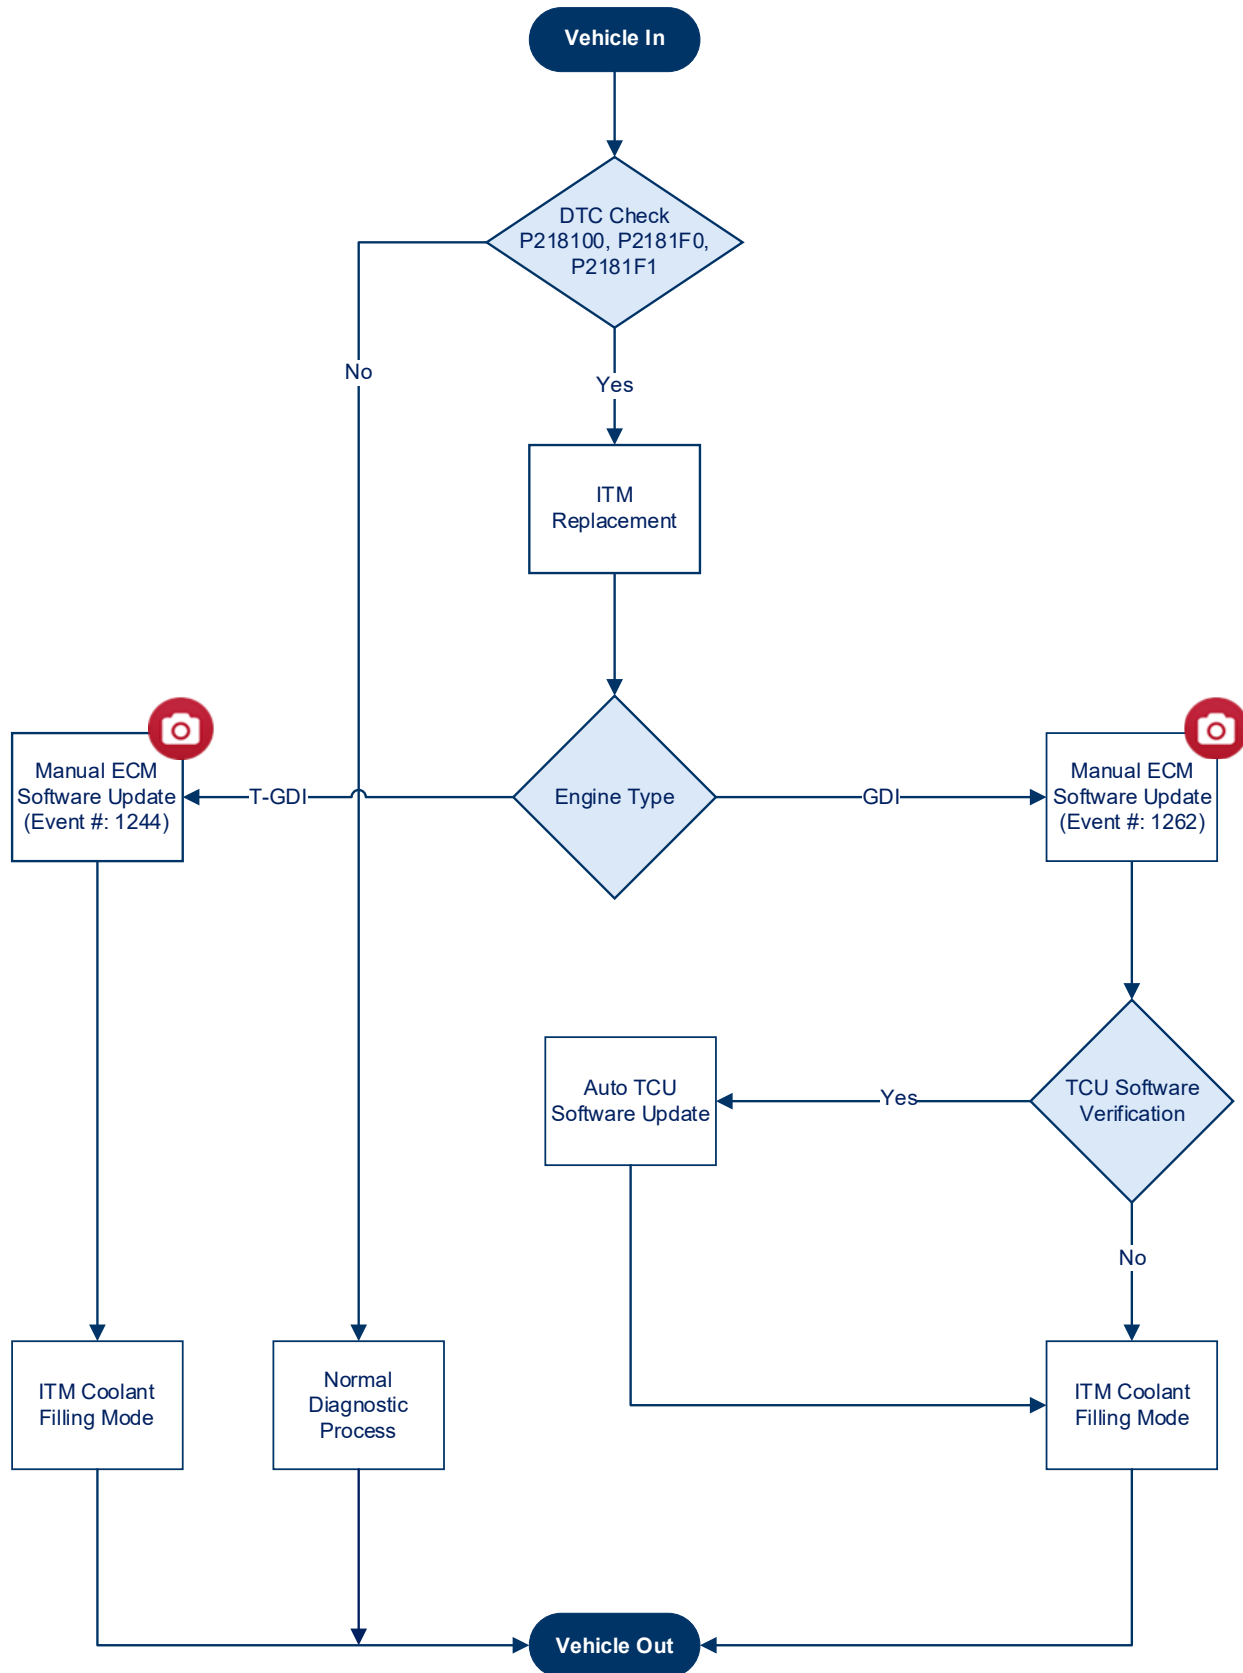 Vehicle In
DTC Check
P218100, P2181F0,
P2181F1
No
Yes
ITM
Replacement
Manual ECM
Software Update
(Event #: 1244)
T-GDI
Engine Type
GDI
Manual ECM
Software Update
(Event #: 1262)
Auto TCU
Software Update
Yes
TCU Software
Verification
No
ITM Coolant
Filling Mode
Normal
Diagnostic
Process
ITM Coolant
Filling Mode
Vehicle Out